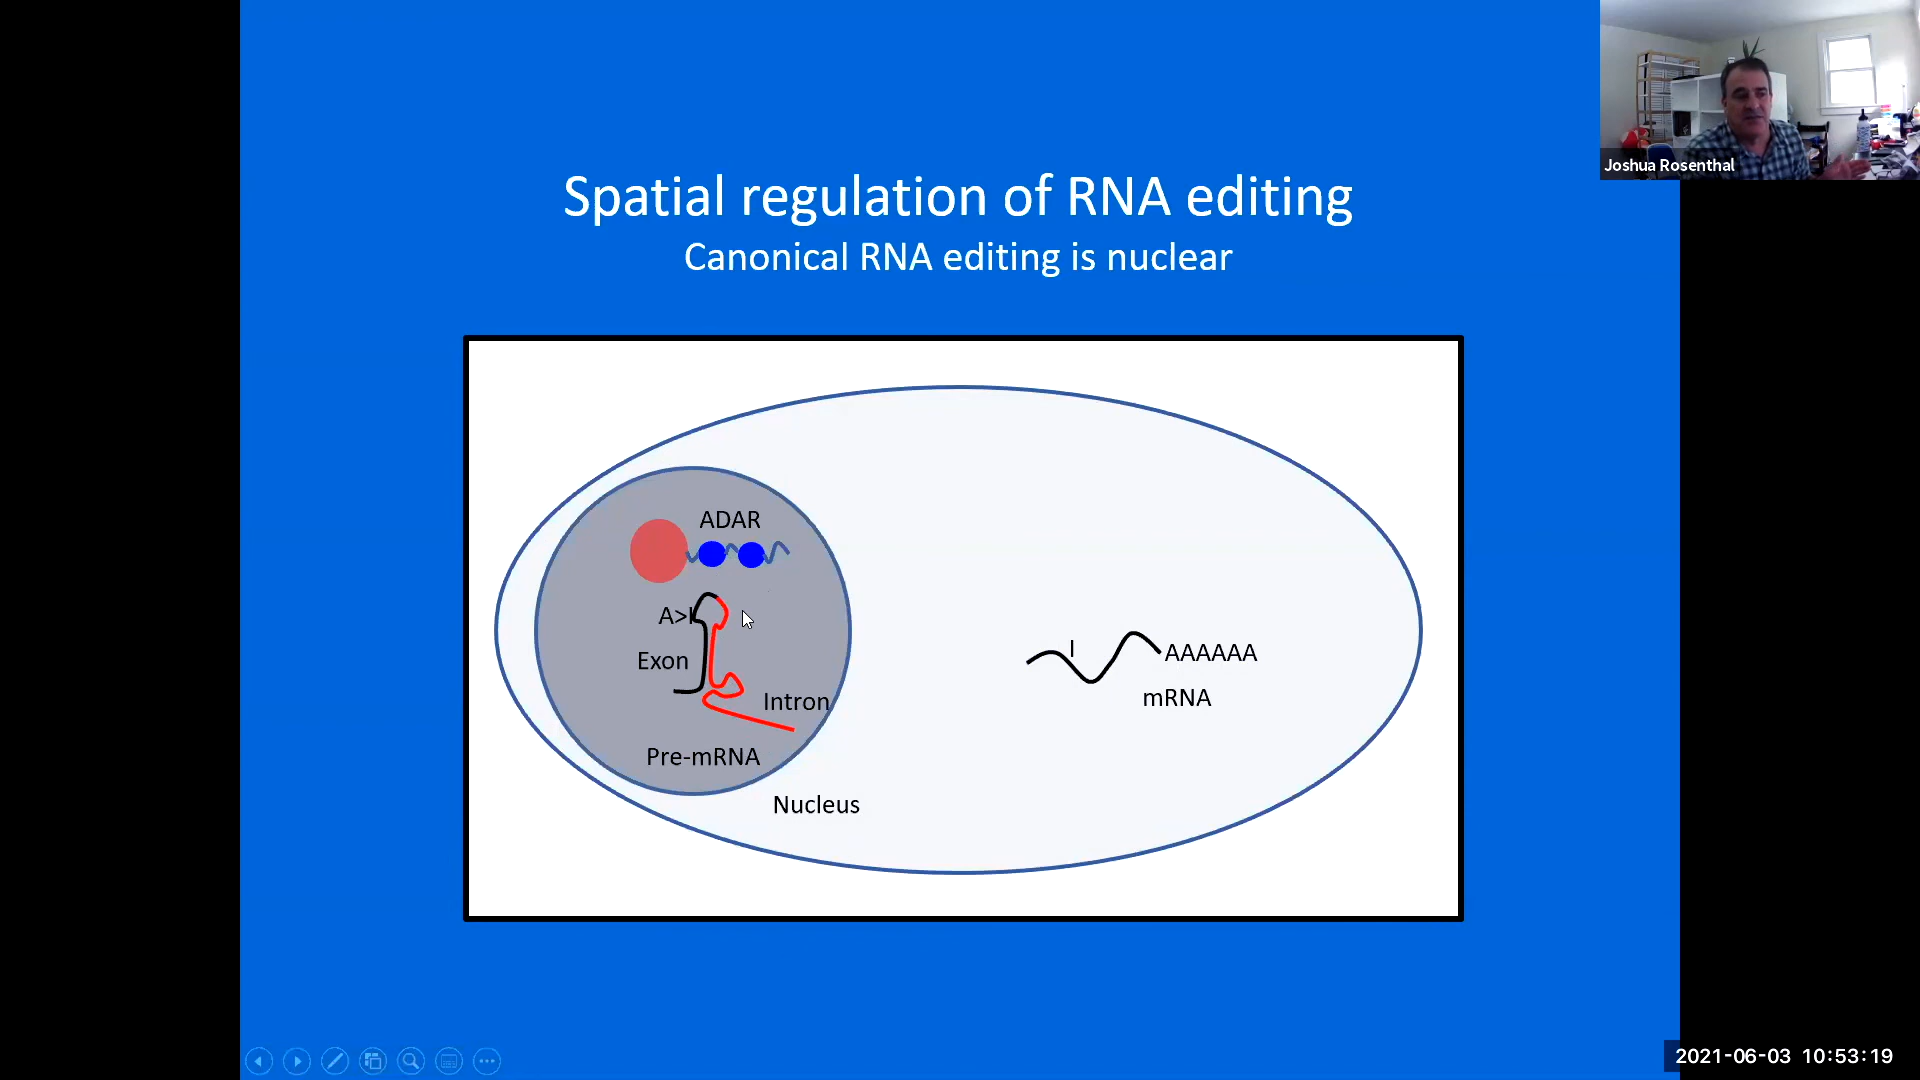 Joshua Rosenthal
Spatial regulation of RNA editing
Canonical RNA editing is nuclear
ADAR
A>I
Exon
Intron
Pre-mRNA
Nucleus
I
AAAAAA
mRNA
2021-06-03 10:53:19